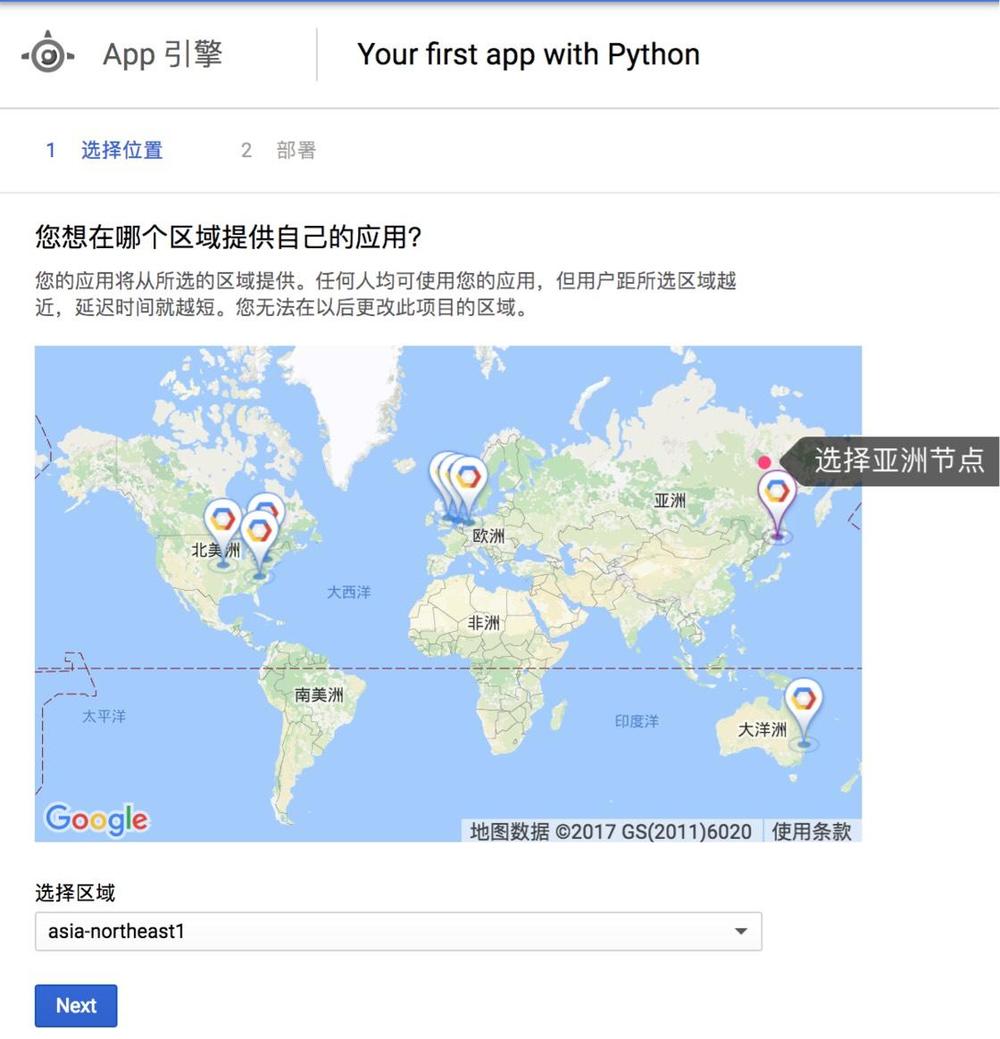 App 引擎
Your first app with Python
1 选择位置
2 部署
您想在哪个区域提供自己的应用?
您的应用将从所选的区域提供。任何人均可使用您的应用，但用户距所选区域越
近，延迟时间就越短。您无法在以后更改此项目的区域。
选择亚洲节点
亚洲
欧洲
北美洲
大西洋
非洲
南美洲
太平洋
印度洋
大洋洲
Google
地图数据 ©2017 GS(2011)6020
使用条款
选择区域
asia-northeast1
Next